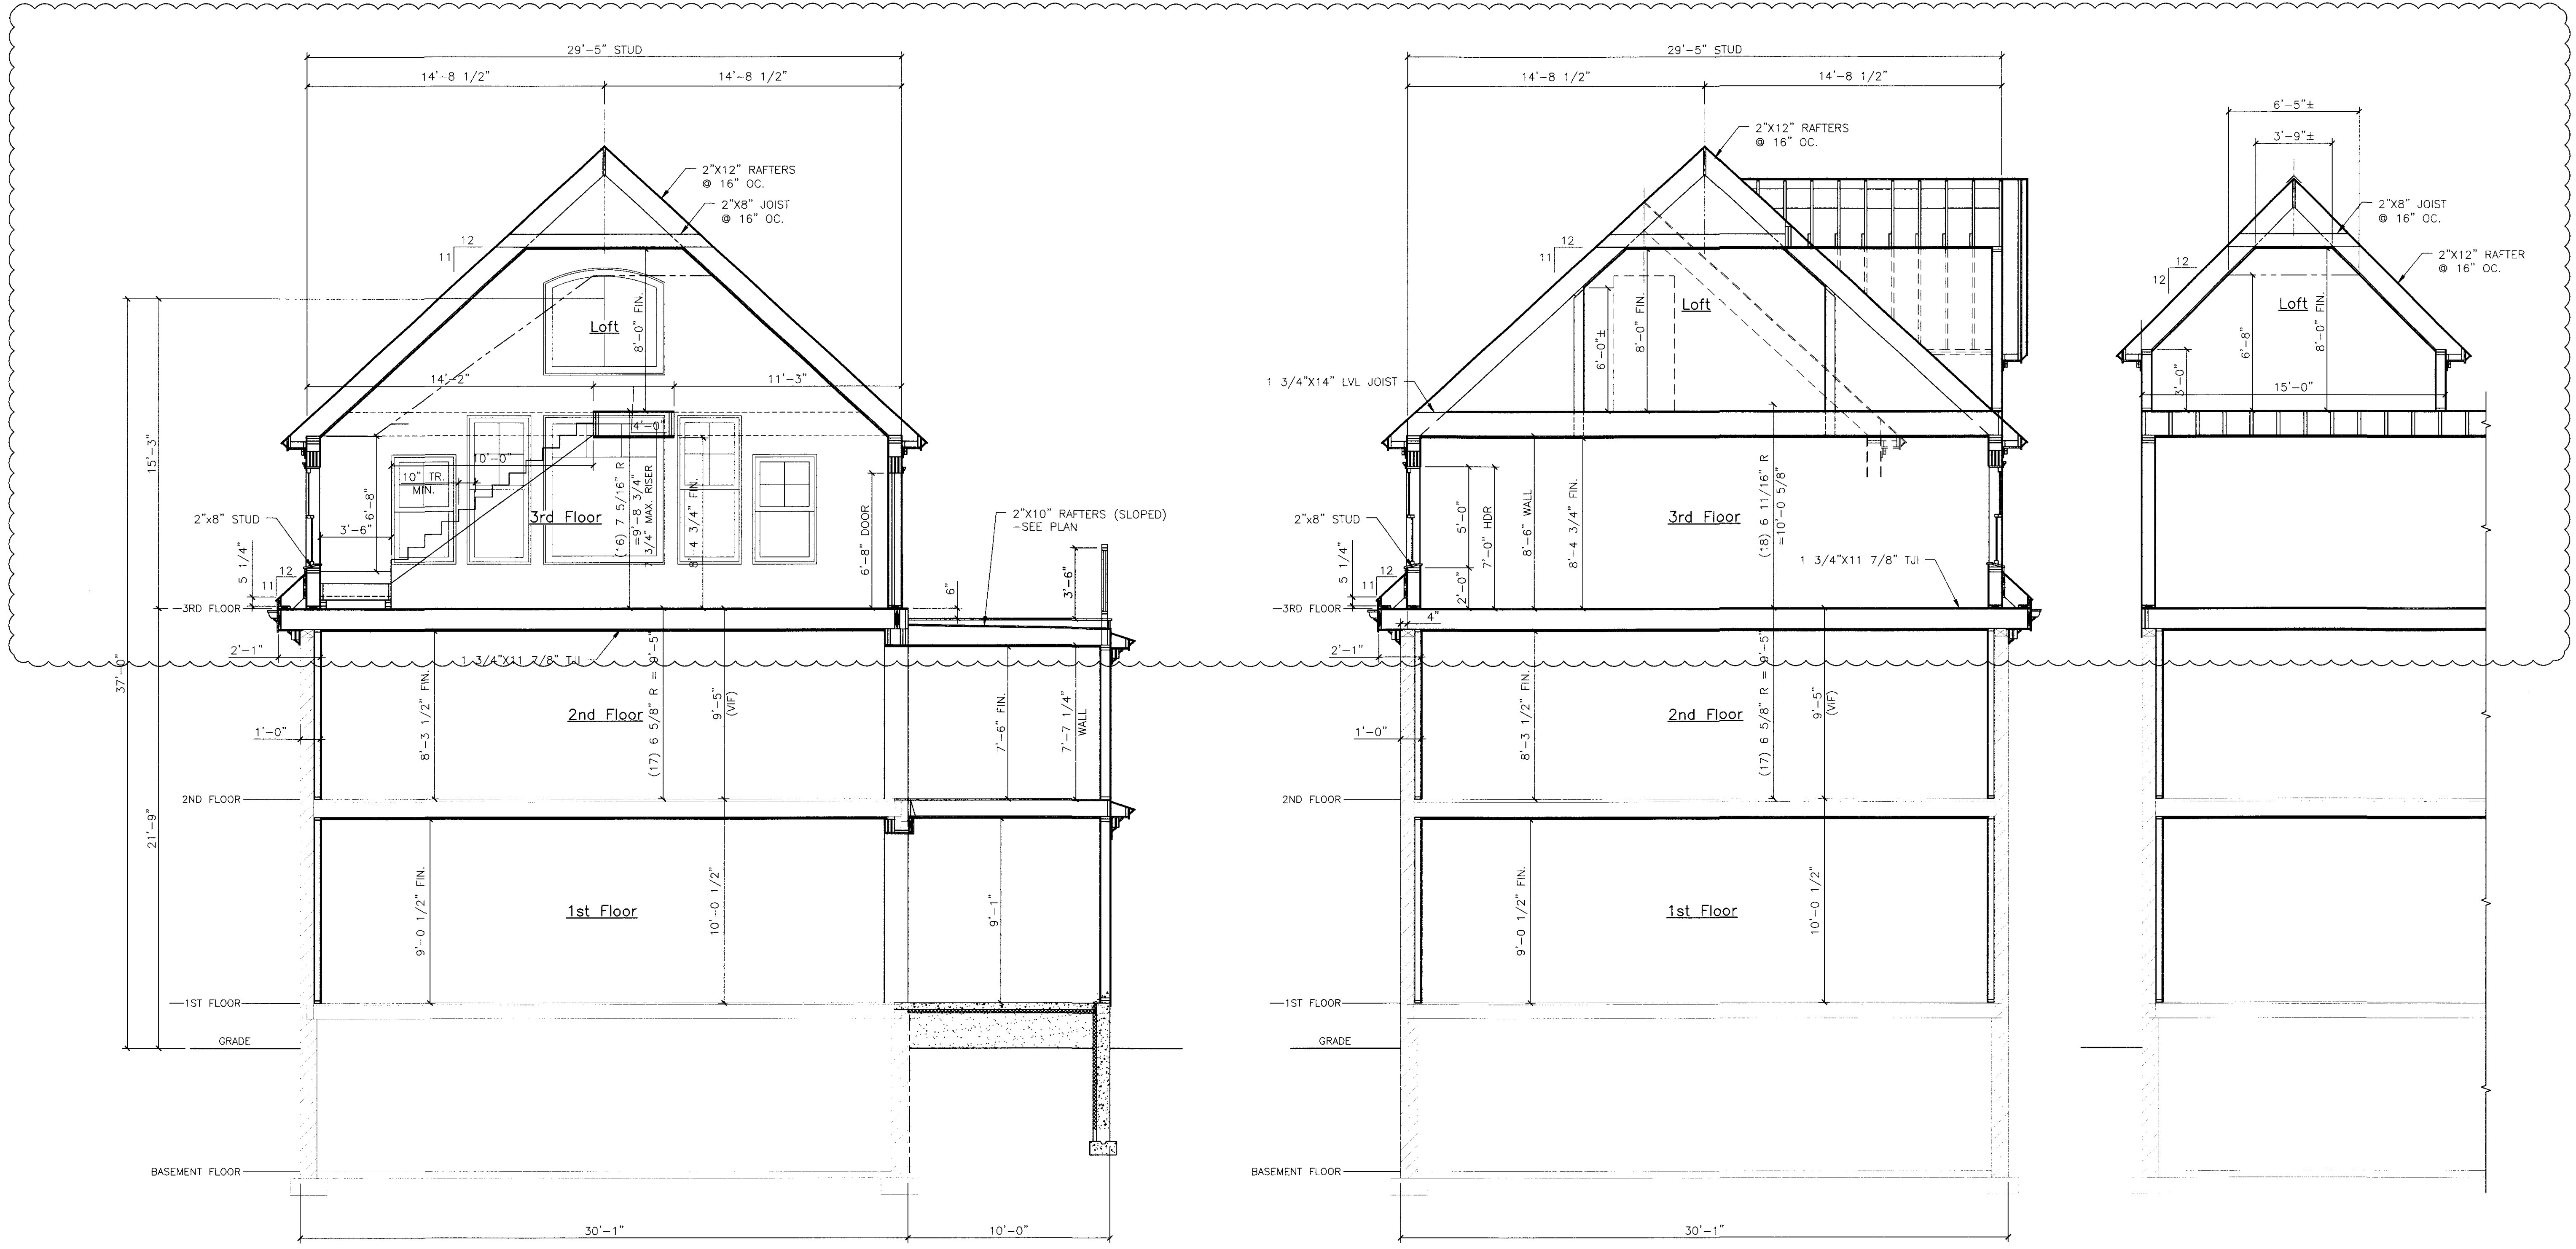 29'-5" STUD
14'-8 1/2"
14'-8 1/2"
2"X12" RAFTERS
@ 16" OC.
2"X8" JOIST
@ 16" OC.
12
11
Loft
8'-0" FIN.
14'-2"
11'-3"
4'-0"
10'-0"
10" TR.
MIN.
6'-8"
3'-6"
3rd Floor
(16) 7 5/16" R
=9'-8 3/4"
7 3/4" MAX. RISER
8'-4 3/4" FIN.
6'-8" DOOR
2"x8" STUD
5 1/4"
12
11
3RD FLOOR
2"X10" RAFTERS (SLOPED)
-SEE PLAN
6"
3'-6"
15'-3"
37'-0"
21'-9"
2'-1"
1 3/4"X11 7/8" TJI
1'-0"
8'-3 1/2" FIN.
2nd Floor
(17) 6 5/8" R = 9'-5"
9'-5"
(VIF)
7'-6" FIN.
7'-7 1/4"
WALL
2ND FLOOR
9'-0 1/2" FIN.
1st Floor
10'-0 1/2"
9'-1"
1ST FLOOR
GRADE
BASEMENT FLOOR
30'-1"
10'-0"
29'-5" STUD
14'-8 1/2"
14'-8 1/2"
2"X12" RAFTERS
@ 16" OC.
12
11
Loft
6'-0"±
8'-0" FIN.
1 3/4"X14" LVL JOIST
2"x8" STUD
5'-0"
2'-0"
7'-0" HDR
8'-6" WALL
8'-4 3/4" FIN.
3rd Floor
(18) 6 11/16" R
=10'-0 5/8"
1 3/4"X11 7/8" TJI
5 1/4"
12
11
3RD FLOOR
4"
2'-1"
1'-0"
8'-3 1/2" FIN.
2nd Floor
(17) 6 5/8" R = 9'-5"
9'-5"
(VIF)
2ND FLOOR
9'-0 1/2" FIN.
1st Floor
10'-0 1/2"
1ST FLOOR
GRADE
BASEMENT FLOOR
30'-1"
6'-5"±
3'-9"±
2"X8" JOIST
@ 16" OC.
2"X12" RAFTER
@ 16" OC.
12
12
Loft
6'-8"
8'-0" FIN.
3'-0"
15'-0"